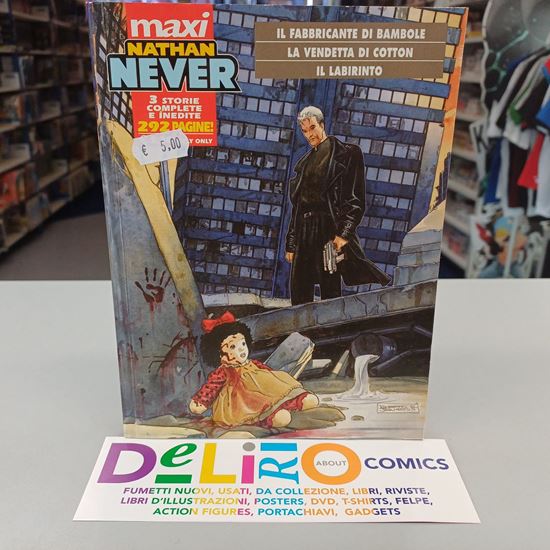 maxi
NATHAN
NEVER
3 STORIE
COMPLETE
E INEDITE
292 PAGINE!
Y ONLY
€ 5.00
IL FABBRICANTE DI BAMBOLE
LA VENDETTA DI COTTON
IL LABIRINTO
DeLiRiO
ABOUT
COMICS
FUMETTI NUOVI, USATI, DA COLLEZIONE, LIBRI, RIVISTE,
LIBRI D'ILLUSTRAZIONI, POSTERS, DVD, T-SHIRTS, FELPE,
ACTION FIGURES, PORTACHIAVI, GADGETS